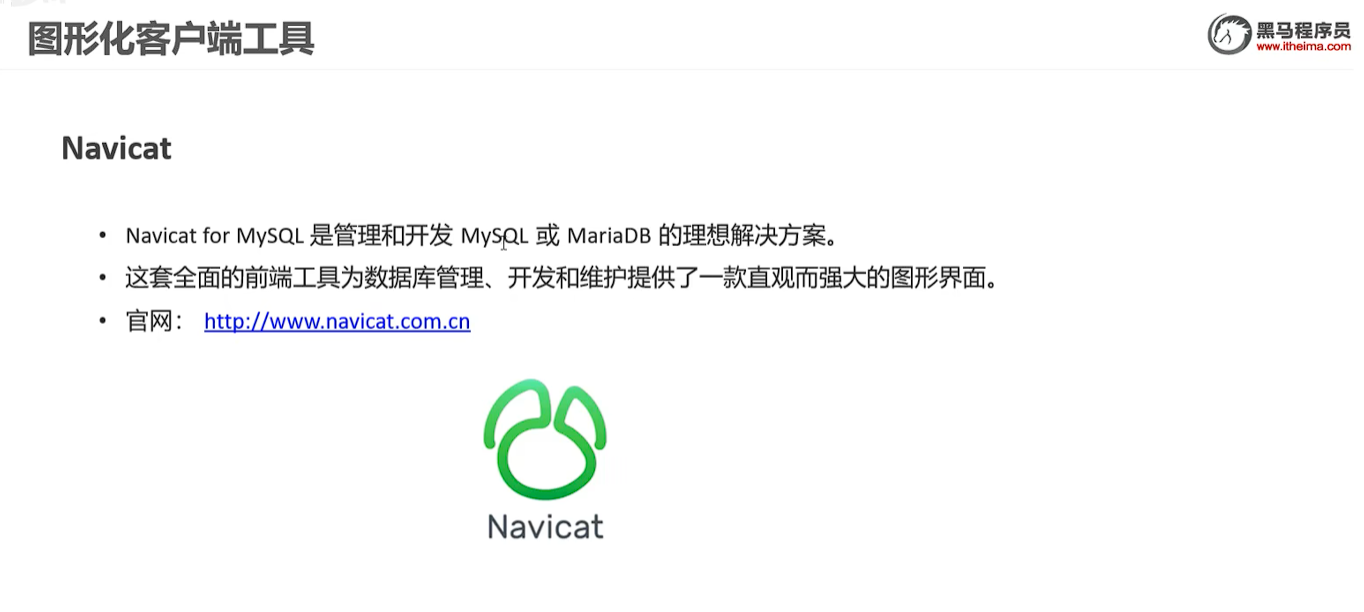 图形化客户端工具
黑马程序员
www.itheima.com
Navicat
• Navicat for MySQL 是管理和开发 MySQL 或 MariaDB 的理想解决方案。
• 这套全面的前端工具为数据库管理、开发和维护提供了一款直观而强大的图形界面。
• 官网： http://www.navicat.com.cn
Navicat